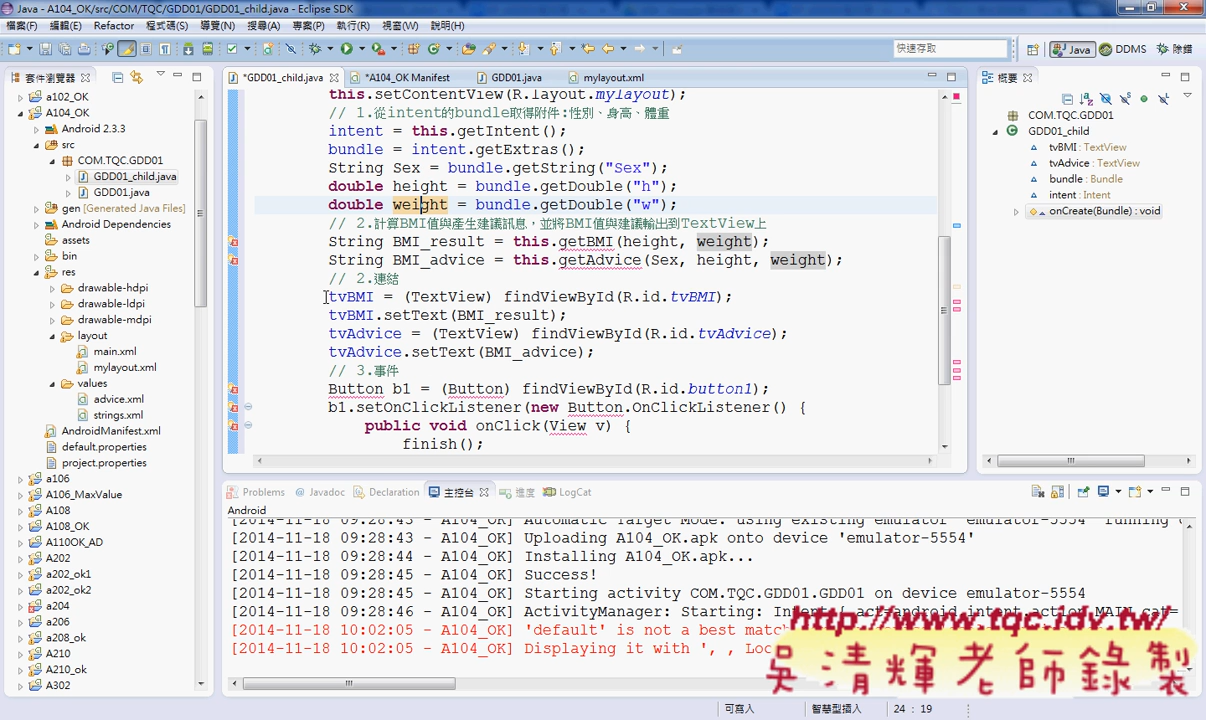 Java - A104_OK/src/COM/TQC/GDD01/GDD01_child.java - Eclipse SDK
檔案(F) 編輯(E) Refactor 程式碼(S) 導覽(N) 搜尋(A) 專案(P) 執行(R) 視窗(W) 說明(H)
快速存取
Java DDMS 除錯
套件瀏覽器
a102_OK
A104_OK
Android 2.3.3
src
COM.TQC.GDD01
GDD01_child.java
GDD01.java
gen [Generated Java Files]
Android Dependencies
assets
bin
res
drawable-hdpi
drawable-ldpi
drawable-mdpi
layout
main.xml
mylayout.xml
values
advice.xml
strings.xml
AndroidManifest.xml
default.properties
project.properties
a106
A106_MaxValue
A108
A108_OK
A110OK_AD
A202
a202_ok1
a202_ok2
a204
a206
a208_ok
A210
A210_ok
A302
*GDD01_child.java *A104_OK Manifest GDD01.java mylayout.xml
this.setContentView(R.layout.mylayout);
// 1.從intent的bundle取得附件:性別、身高、體重
intent = this.getIntent();
bundle = intent.getExtras();
String Sex = bundle.getString("Sex");
double height = bundle.getDouble("h");
double weight = bundle.getDouble("w");
// 2.計算BMI值與產生建議訊息，並將BMI值與建議輸出到TextView上
String BMI_result = this.getBMI(height, weight);
String BMI_advice = this.getAdvice(Sex, height, weight);
// 2.連結
tvBMI = (TextView) findViewById(R.id.tvBMI);
tvBMI.setText(BMI_result);
tvAdvice = (TextView) findViewById(R.id.tvAdvice);
tvAdvice.setText(BMI_advice);
// 3.事件
Button b1 = (Button) findViewById(R.id.button1);
b1.setOnClickListener(new Button.OnClickListener() {
public void onClick(View v) {
finish();
概要
COM.TQC.GDD01
GDD01_child
tvBMI : TextView
tvAdvice : TextView
bundle : Bundle
intent : Intent
onCreate(Bundle) : void
Problems @ Javadoc Declaration 主控台 進度 LogCat
Android
[2014-11-18 09:28:43 - A104_OK] Automatic Target Mode: using existing emulator 'emulator-5554' running
[2014-11-18 09:28:43 - A104_OK] Uploading A104_OK.apk onto device 'emulator-5554'
[2014-11-18 09:28:44 - A104_OK] Installing A104_OK.apk...
[2014-11-18 09:28:45 - A104_OK] Success!
[2014-11-18 09:28:45 - A104_OK] Starting activity COM.TQC.GDD01.GDD01 on device emulator-5554
[2014-11-18 09:28:46 - A104_OK] ActivityManager: Starting: Intent { act=android.intent.action.MAIN cat=
[2014-11-18 10:02:05 - A104_OK] 'default' is not a best
[2014-11-18 10:02:05 - A104_OK] Displaying it with ', ,
http://www.tqc.idv.tw/
吳清輝老師錄製
可寫入 智慧型插入 24 : 19